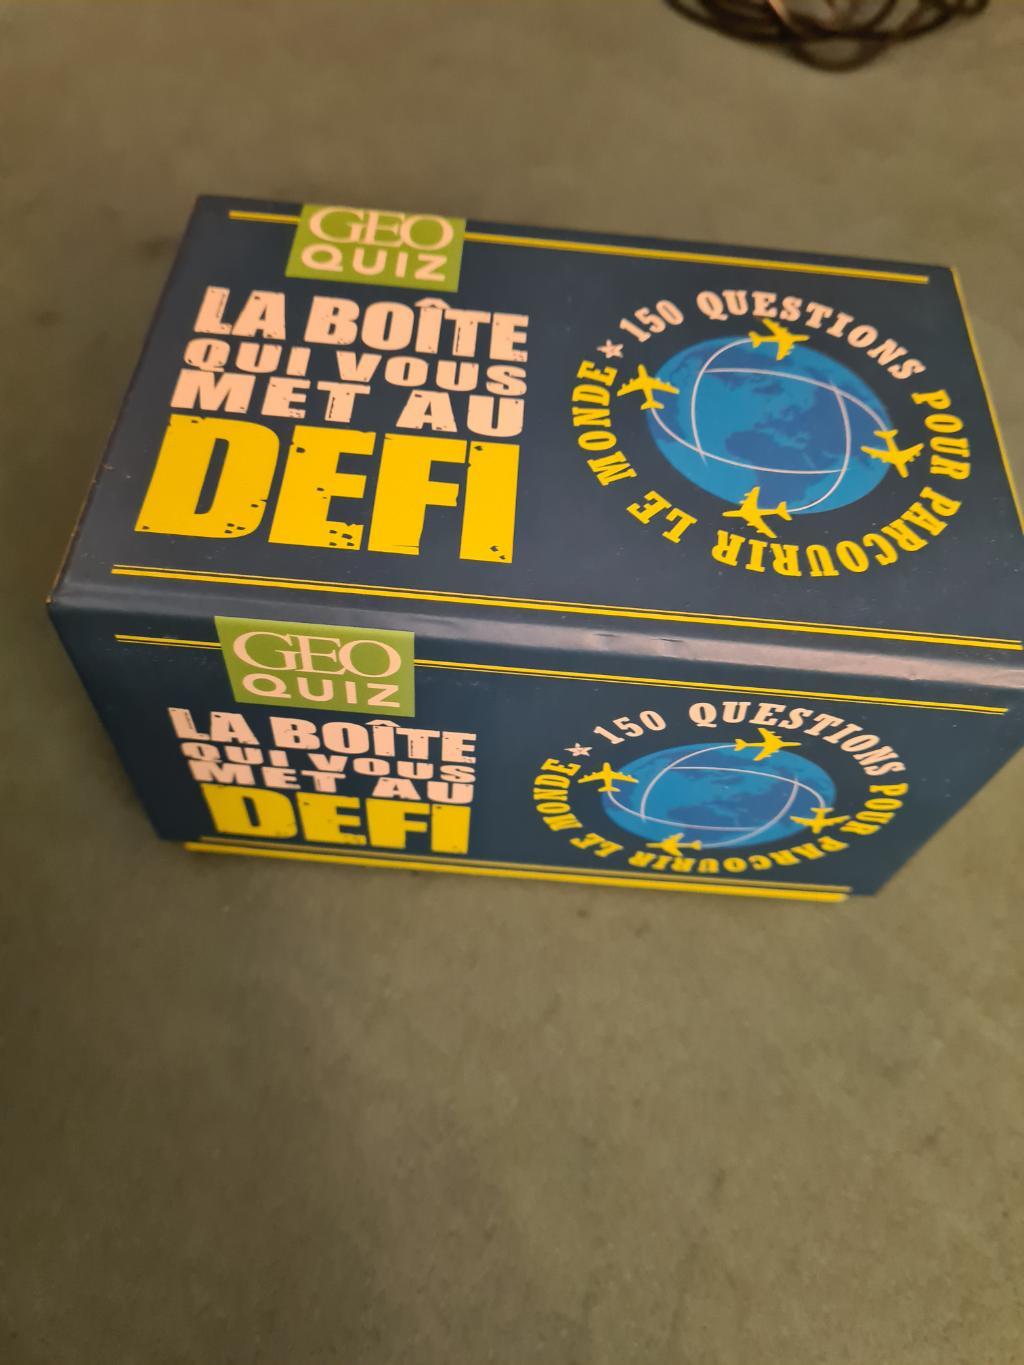 GEO
QUIZ
LA BOÎTE
QUI VOUS
MET AU
DEFI
★ 150 QUESTIONS POUR PARCOURIR LE MONDE
GEO
QUIZ
LA BOÎTE
QUI VOUS
MET AU
DEFI
★ 150 QUESTIONS POUR PARCOURIR LE MONDE